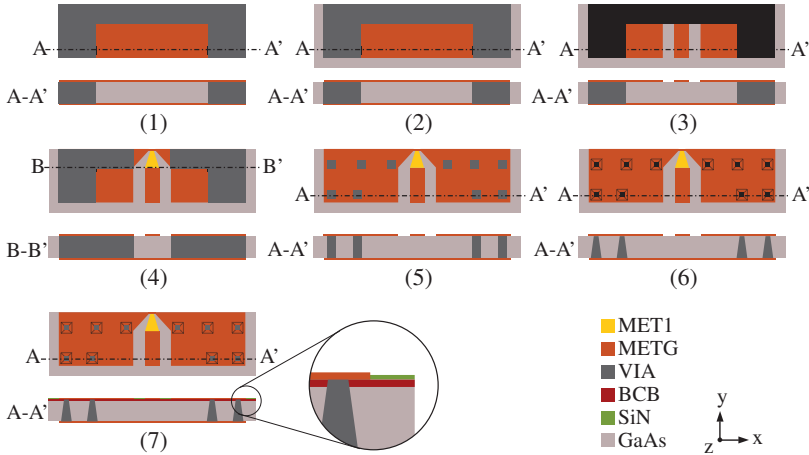 A A' A A' A A'
A-A' A-A' A-A'
(1) (2) (3)
B B' A A' A A'
B-B' A-A' A-A'
(4) (5) (6)
A A'
A-A'
(7)
MET1
METG
VIA
BCB
SiN
GaAs
y
z x